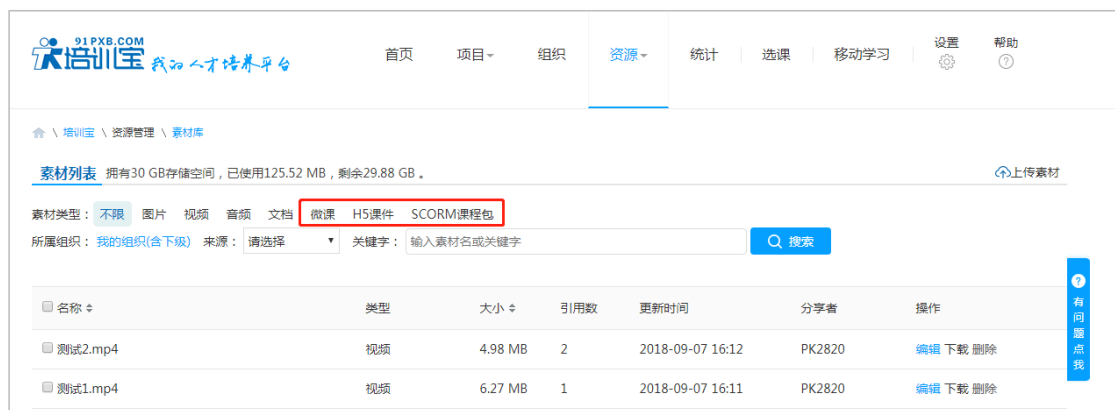 91PXB.COM
培训宝 我的人才培养平台
首页 项目 组织 资源 统计 选课 移动学习 设置 帮助
\ 培训宝 \ 资源管理 \ 素材库
素材列表 拥有30 GB存储空间，已使用125.52 MB，剩余29.88 GB。 上传素材
素材类型： 不限 图片 视频 音频 文档 微课 H5课件 SCORM课程包
所属组织： 我的组织(含下级) 来源： 请选择 关键字： 输入素材名或关键字 搜索
名称 类型 大小 引用数 更新时间 分享者 操作
测试2.mp4 视频 4.98 MB 2 2018-09-07 16:12 PK2820 编辑 下载 删除
测试1.mp4 视频 6.27 MB 1 2018-09-07 16:11 PK2820 编辑 下载 删除
?
有问题点我